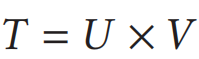 T = U × V